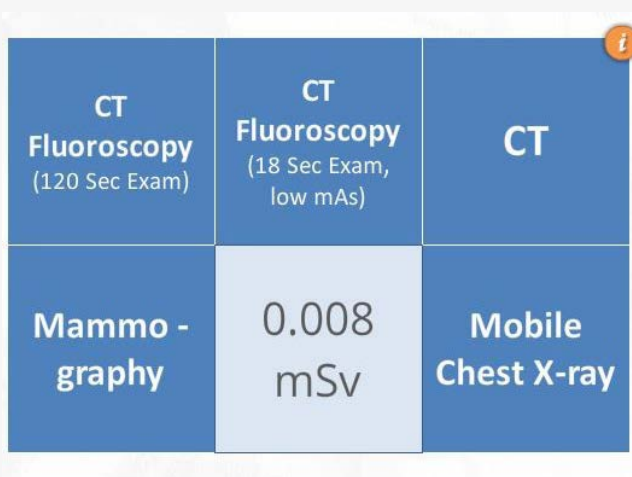 i
CT
Fluoroscopy
(120 Sec Exam)
CT
Fluoroscopy
(18 Sec Exam,
low mAs)
CT
Mammo -
graphy
0.008
mSv
Mobile
Chest X-ray